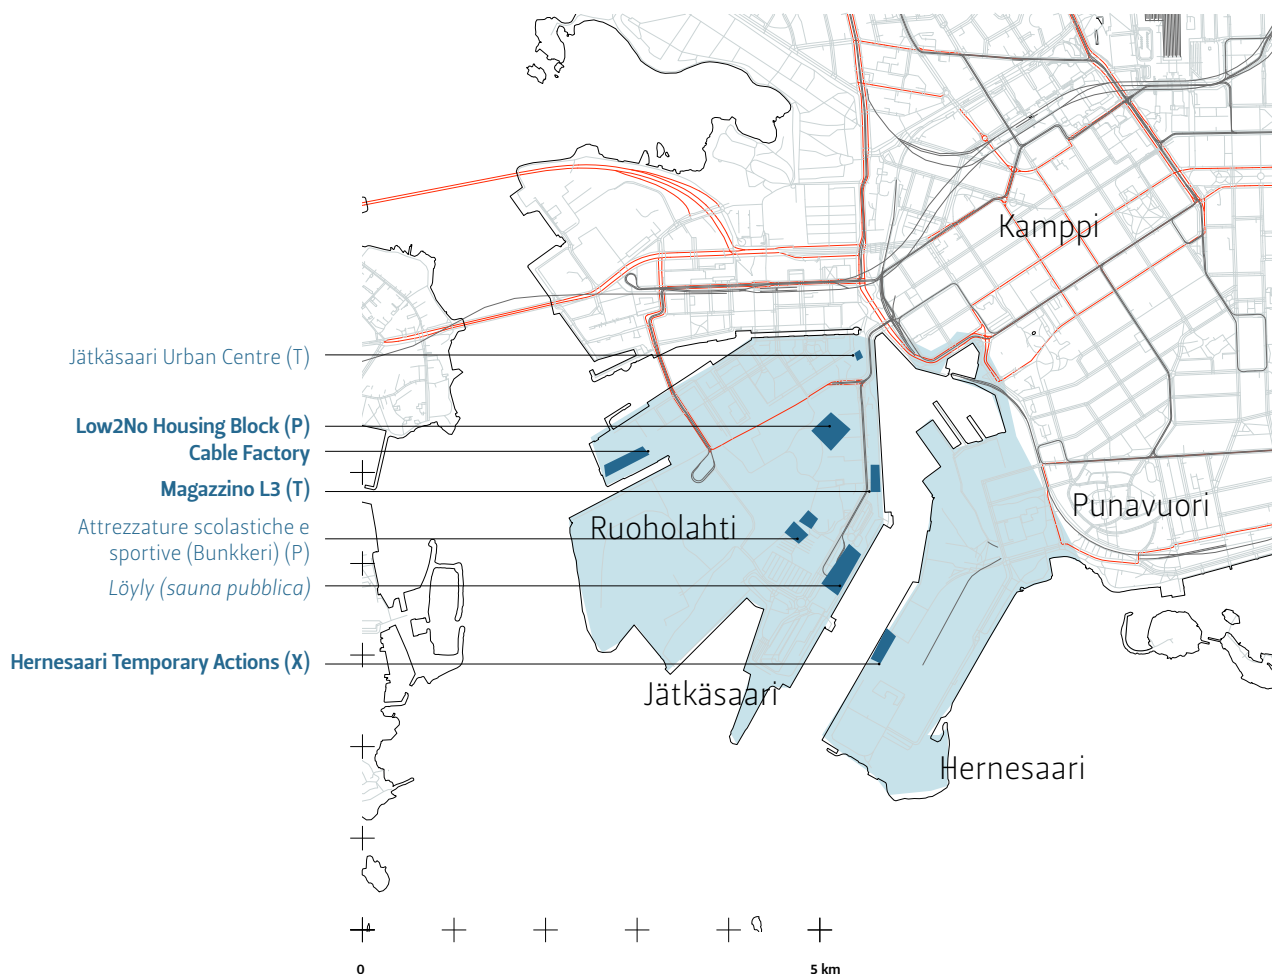 Kamppi
Jätkäsaari Urban Centre (T)
Low2No Housing Block (P)
Cable Factory
Magazzino L3 (T)
Punavuori
Attrezzature scolastiche e
sportive (Bunkkeri) (P)
Ruoholahti
Löyly (sauna pubblica)
Hernesaari Temporary Actions (X)
Jätkäsaari
Hernesaari
0
5 km